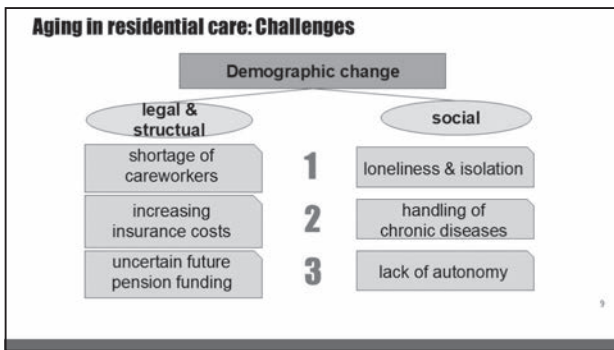 Aging in residential care: Challenges
Demographic change
legal &
structual
social
shortage of
careworkers
1
loneliness & isolation
increasing
insurance costs
2
handling of
chronic diseases
uncertain future
pension funding
3
lack of autonomy
9